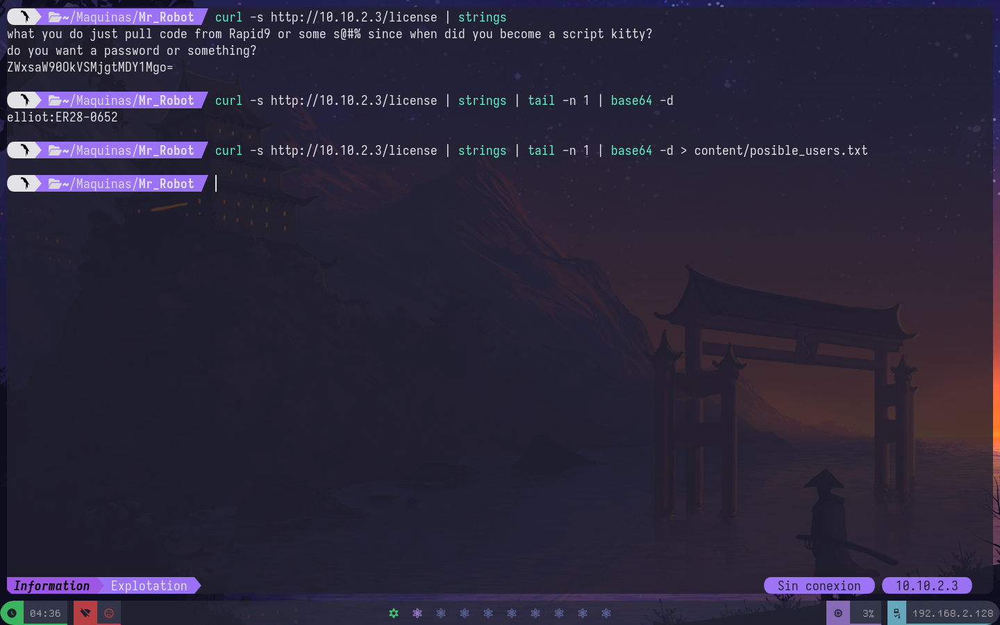 ~/Maquinas/Mr_Robot curl -s http://10.10.2.3/license | strings
what you do just pull code from Rapid9 or some s@#% since when did you become a script kitty?
do you want a password or something?
ZWxsaW90OkVSMjgtMDY1Mgo=
~/Maquinas/Mr_Robot curl -s http://10.10.2.3/license | strings | tail -n 1 | base64 -d
elliot:ER28-0652
~/Maquinas/Mr_Robot curl -s http://10.10.2.3/license | strings | tail -n 1 | base64 -d > content/posible_users.txt
~/Maquinas/Mr_Robot
Information Explotation Sin conexion 10.10.2.3
04:36 3% 192.168.2.128